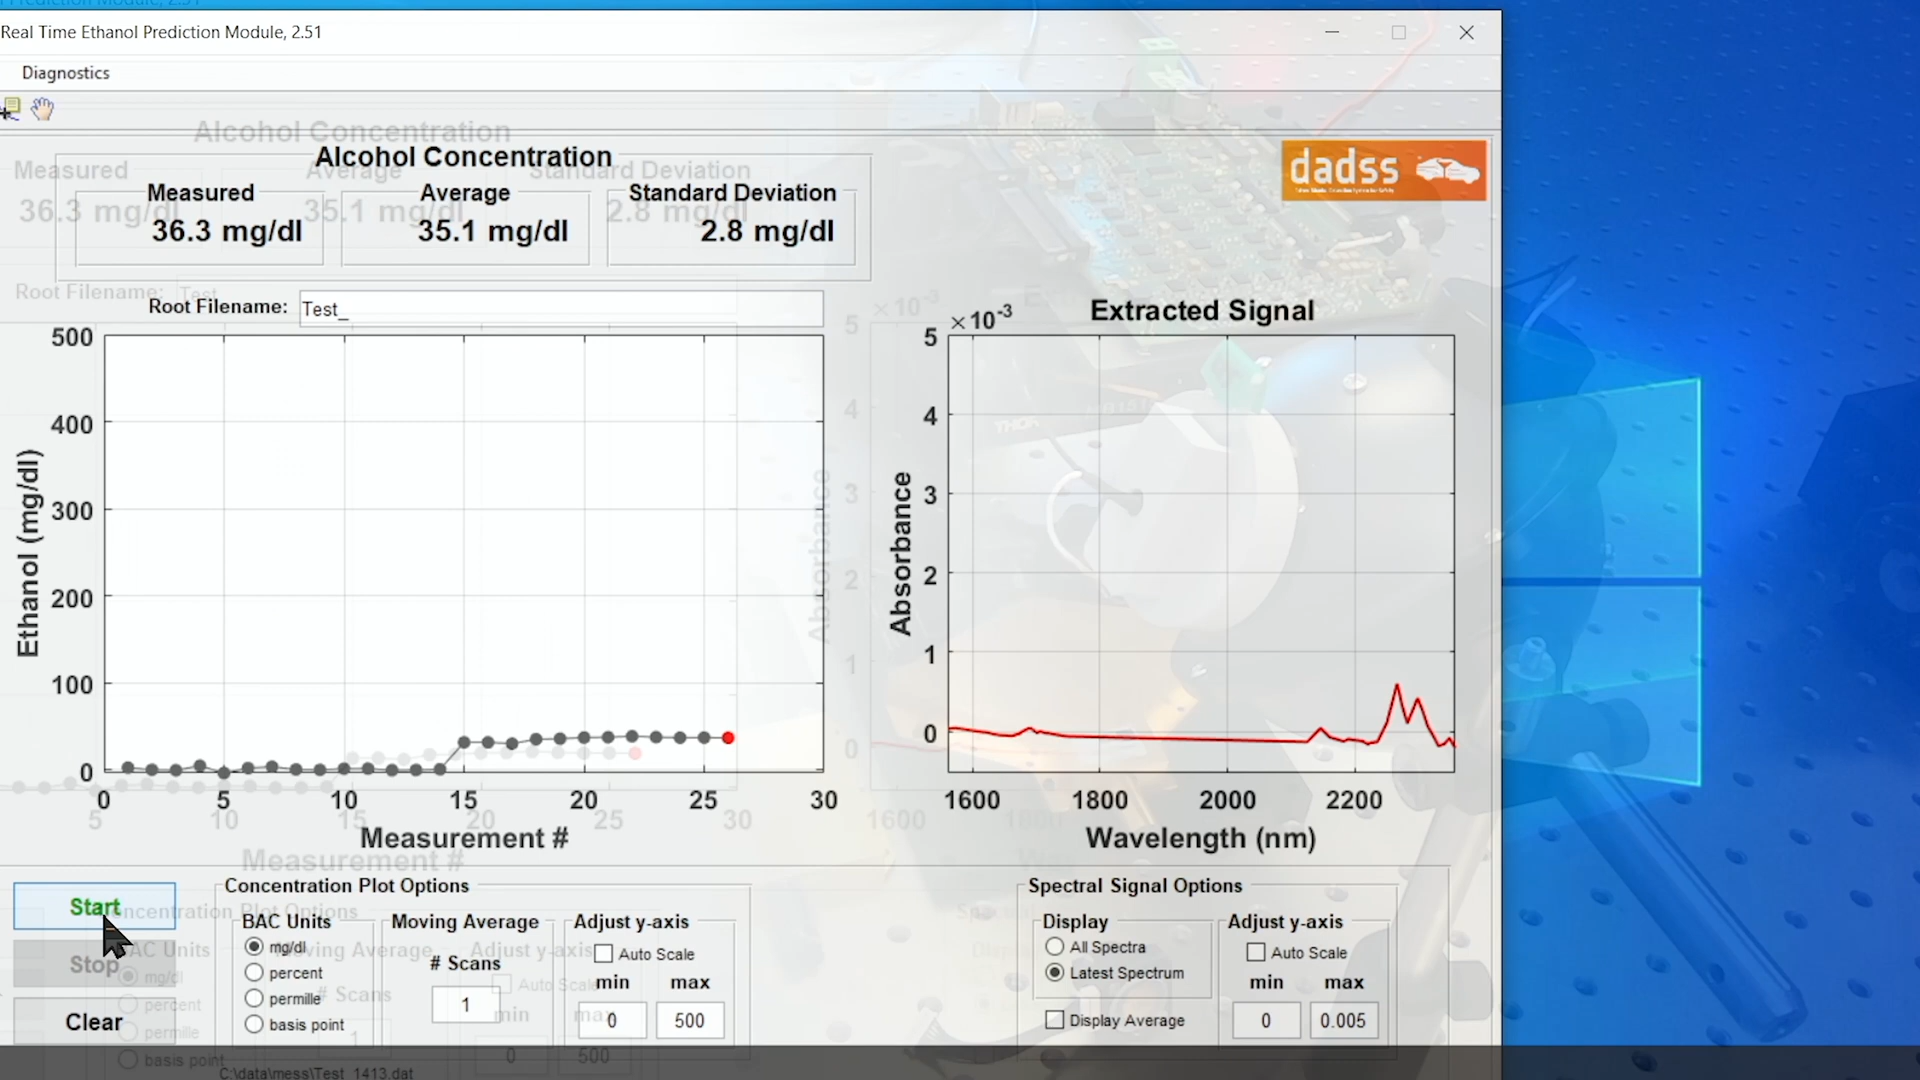 Real Time Ethanol Prediction Module, 2.51
Diagnostics
Alcohol Concentration
Measured Average Standard Deviation
36.3 mg/dl 35.1 mg/dl 2.8 mg/dl
dadss
Root Filename: Test_
Extracted Signal
×10-3
Ethanol (mg/dl)
500
400
300
200
100
0
0 5 10 15 20 25 30
Measurement #
Absorbance
5
4
3
2
1
0
1600 1800 2000 2200
Wavelength (nm)
Start
Stop
Clear
Concentration Plot Options
BAC Units
mg/dl
percent
permille
basis point
Moving Average
# Scans
1
Adjust y-axis
Auto Scale
min max
0 500
Spectral Signal Options
Display
All Spectra
Latest Spectrum
Display Average
Adjust y-axis
Auto Scale
min max
0 0.005
C:\data\mess\Test_1413.dat